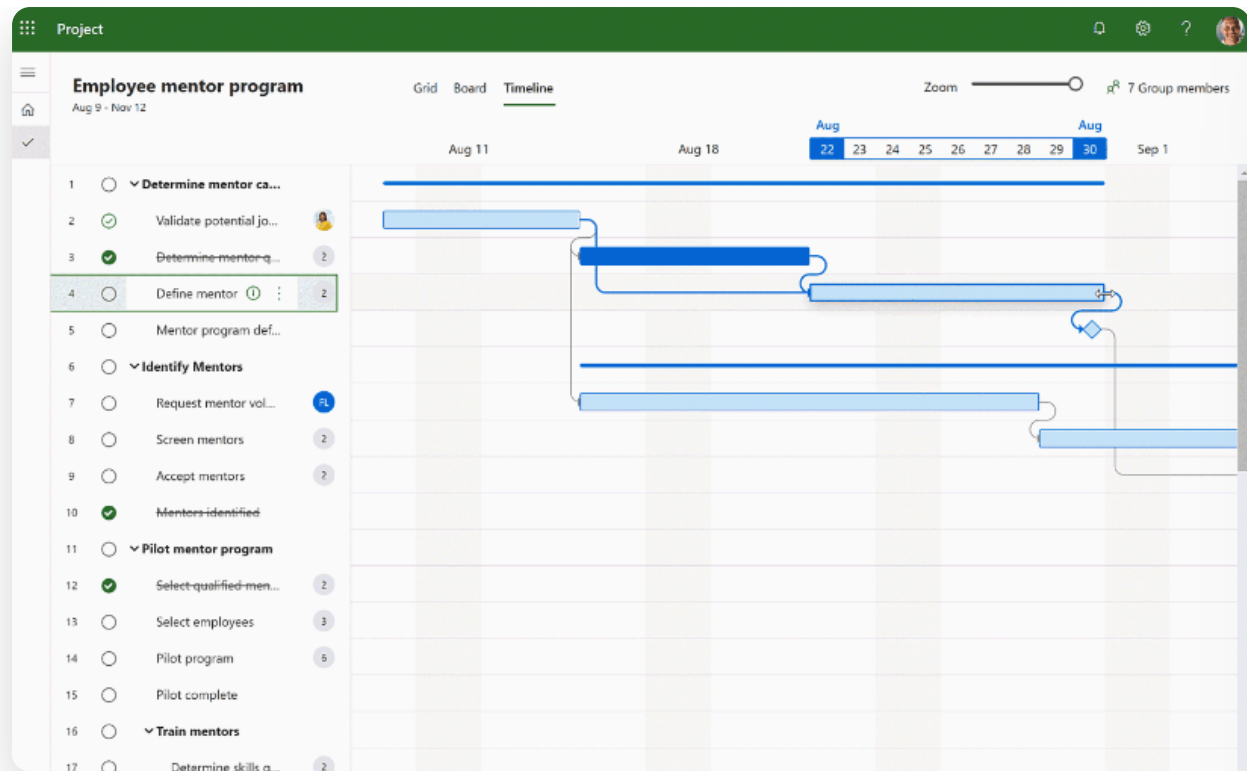 Project
Employee mentor program
Aug 9 - Nov 12
Grid Board Timeline
Zoom
7 Group members
Aug Aug
Aug 11 Aug 18 22 23 24 25 26 27 28 29 30 Sep 1
1 Determine mentor ca...
2 Validate potential jo...
3 Determine mentor q... 2
4 Define mentor 2
5 Mentor program def...
6 Identify Mentors
7 Request mentor vol... FL
8 Screen mentors 2
9 Accept mentors 2
10 Mentors identified
11 Pilot mentor program
12 Select qualified men... 2
13 Select employees 3
14 Pilot program 6
15 Pilot complete
16 Train mentors
17 Determine skills g... 2